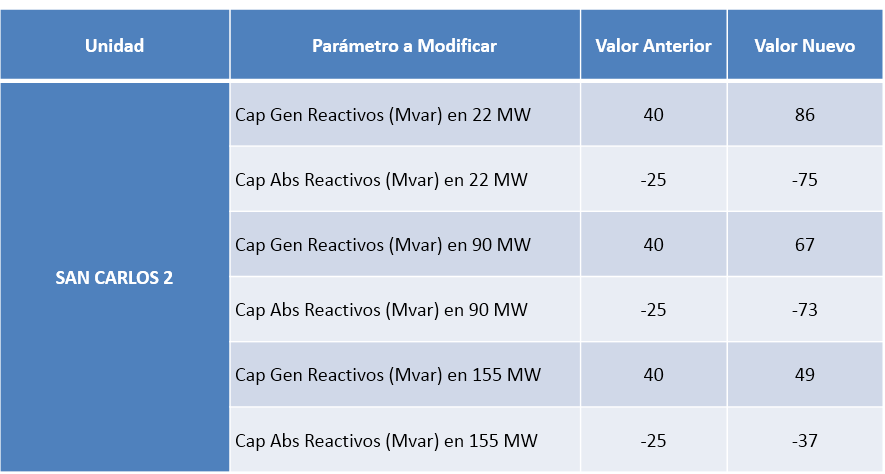 Unidad Parámetro a Modificar Valor Anterior Valor Nuevo
Cap Gen Reactivos (Mvar) en 22 MW 40 86
Cap Abs Reactivos (Mvar) en 22 MW -25 -75
Cap Gen Reactivos (Mvar) en 90 MW 40 67
SAN CARLOS 2
Cap Abs Reactivos (Mvar) en 90 MW -25 -73
Cap Gen Reactivos (Mvar) en 155 MW 40 49
Cap Abs Reactivos (Mvar) en 155 MW -25 -37